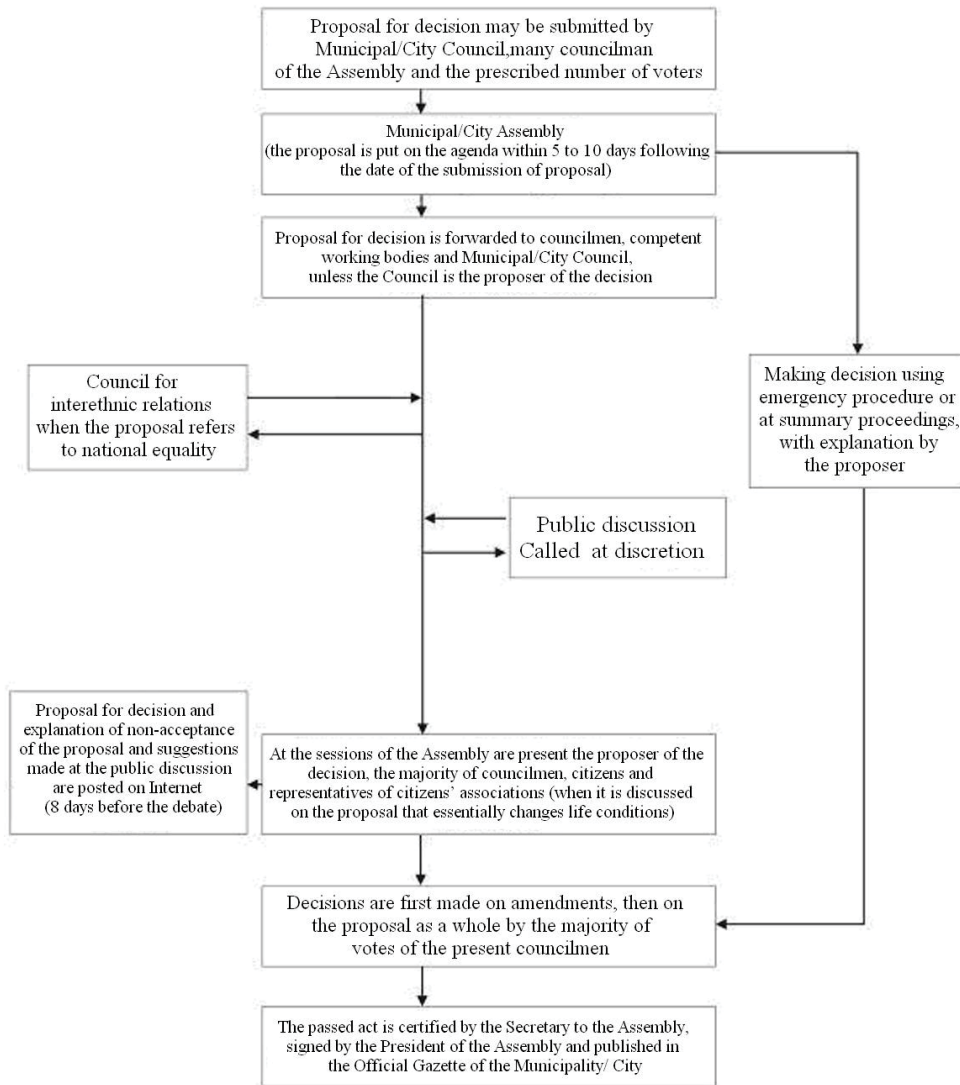 Proposal for decision may be submitted by
Municipal/City Council,many councilman
of the Assembly and the prescribed number of voters
Municipal/City Assembly
(the proposal is put on the agenda within 5 to 10 days following
the date of the submission of proposal)
Proposal for decision is forwarded to councilmen, competent
working bodies and Municipal/City Council,
unless the Council is the proposer of the decision
Council for
interethnic relations
when the proposal refers
to national equality
Making decision using
emergency procedure or
at summary proceedings,
with explanation by
the proposer
Public discussion
Called at discretion
Proposal for decision and
explanation of non-acceptance
of the proposal and suggestions
made at the public discussion
are posted on Internet
(8 days before the debate)
At the sessions of the Assembly are present the proposer of the
decision, the majority of councilmen, citizens and
representatives of citizens’ associations (when it is discussed
on the proposal that essentially changes life conditions)
Decisions are first made on amendments, then on
the proposal as a whole by the majority of
votes of the present councilmen
The passed act is certified by the Secretary to the Assembly,
signed by the President of the Assembly and published in
the Official Gazette of the Municipality/ City